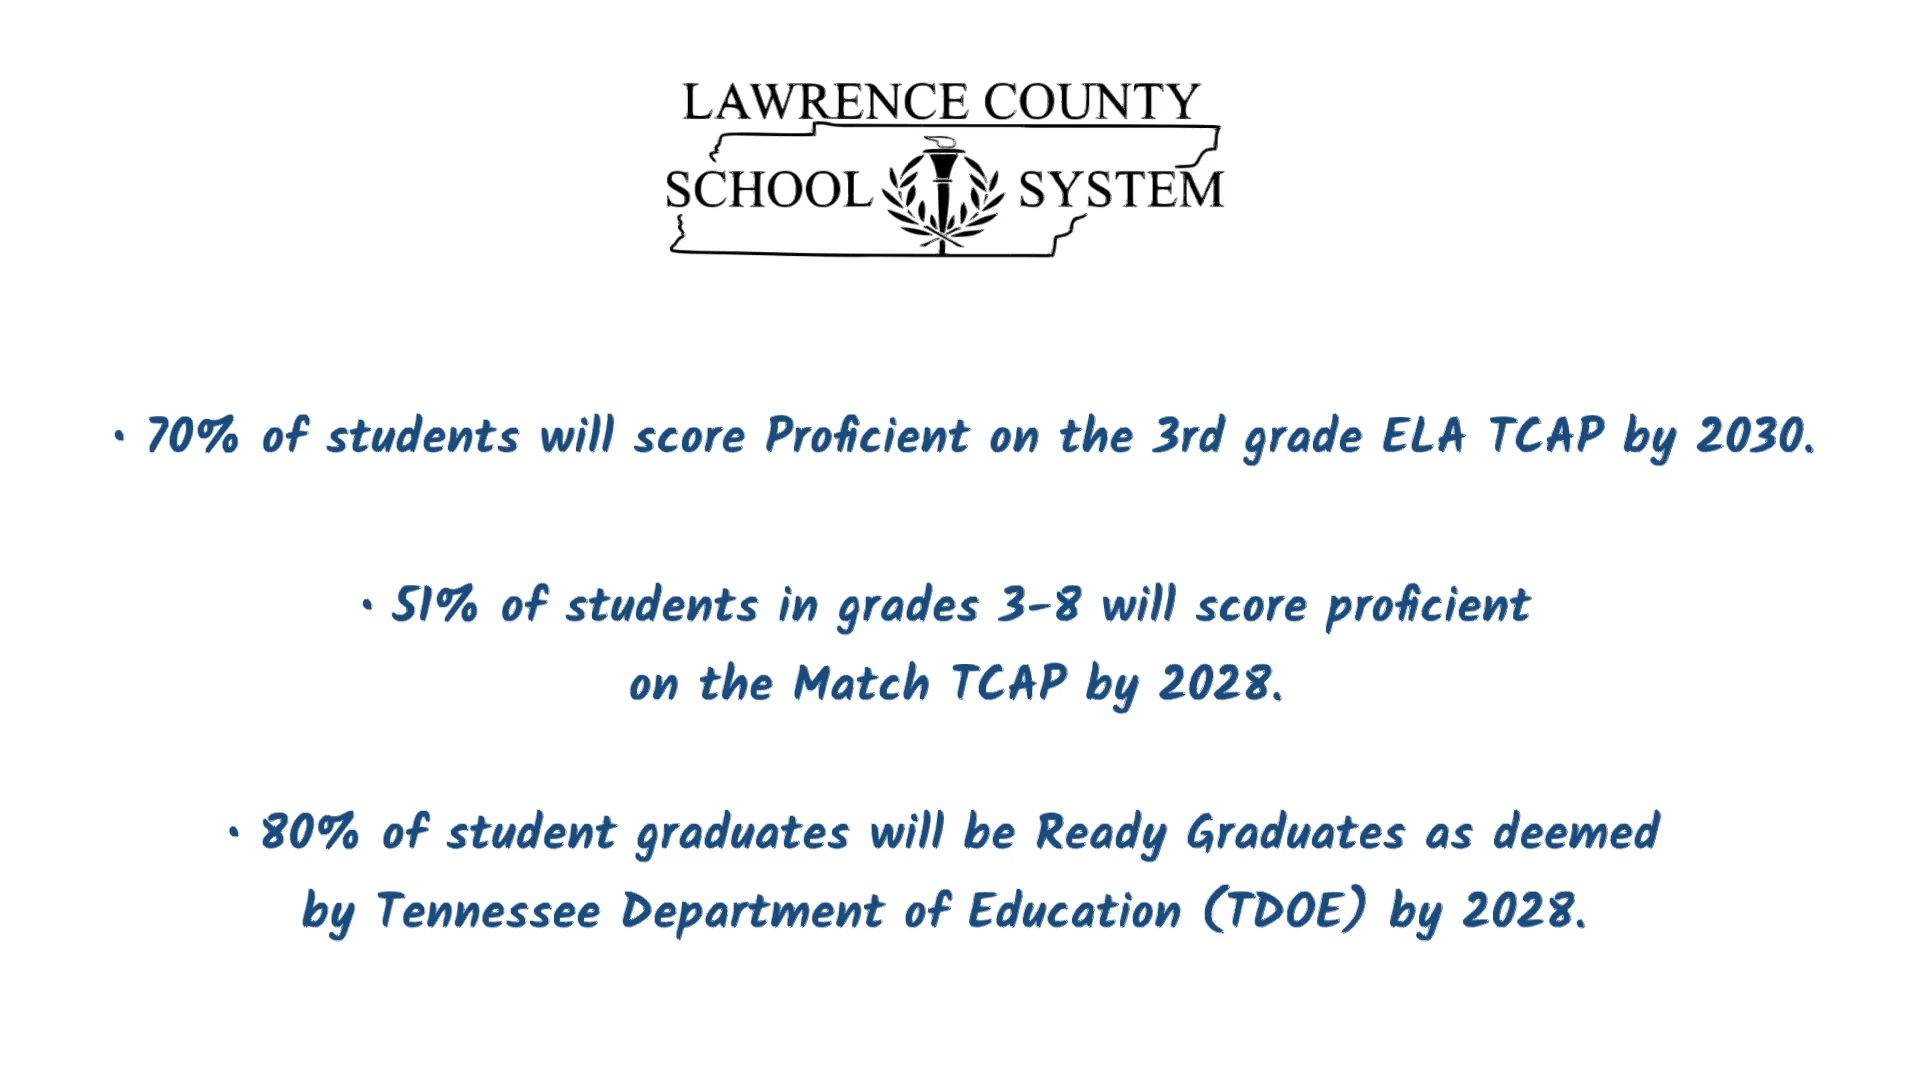 LAWRENCE COUNTY
SCHOOL SYSTEM
• 70% of students will score Proficient on the 3rd grade ELA TCAP by 2030.
• 51% of students in grades 3-8 will score proficient
on the Match TCAP by 2028.
• 80% of student graduates will be Ready Graduates as deemed
by Tennessee Department of Education (TDOE) by 2028.